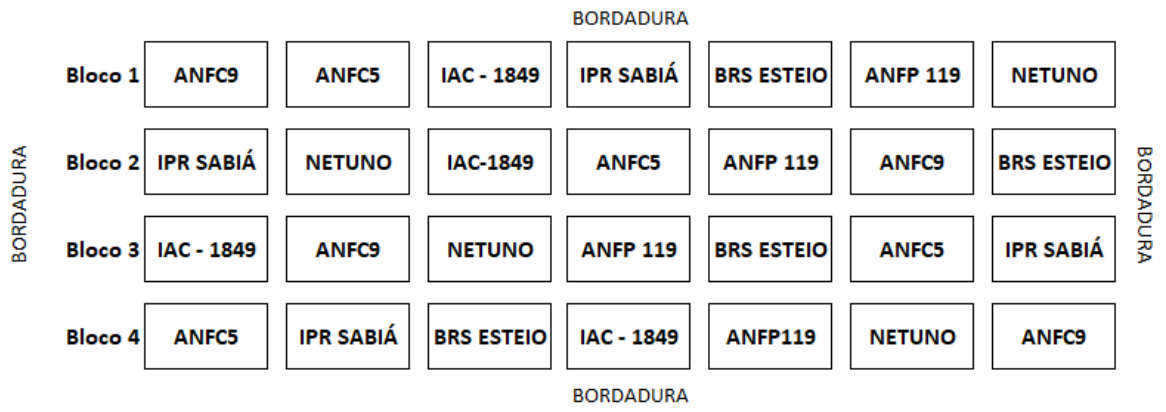 BORDADURA
Bloco 1 ANFC9 ANFC5 IAC - 1849 IPR SABIÁ BRS ESTEIO ANFP 119 NETUNO
Bloco 2 IPR SABIÁ NETUNO IAC-1849 ANFC5 ANFP 119 ANFC9 BRS ESTEIO
BORDADURA
BORDADURA
Bloco 3 IAC - 1849 ANFC9 NETUNO ANFP 119 BRS ESTEIO ANFC5 IPR SABIÁ
Bloco 4 ANFC5 IPR SABIÁ BRS ESTEIO IAC - 1849 ANFP119 NETUNO ANFC9
BORDADURA